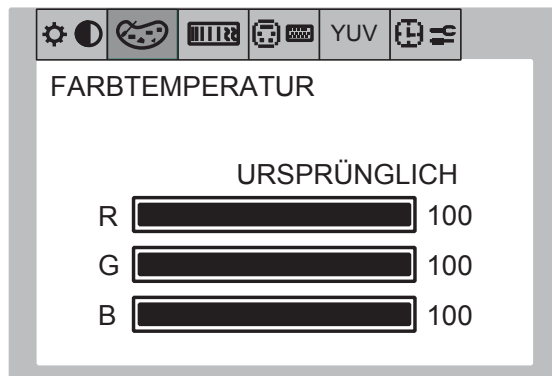 YUV
FARBTEMPERATUR
URSPRÜNGLICH
R 100
G 100
B 100